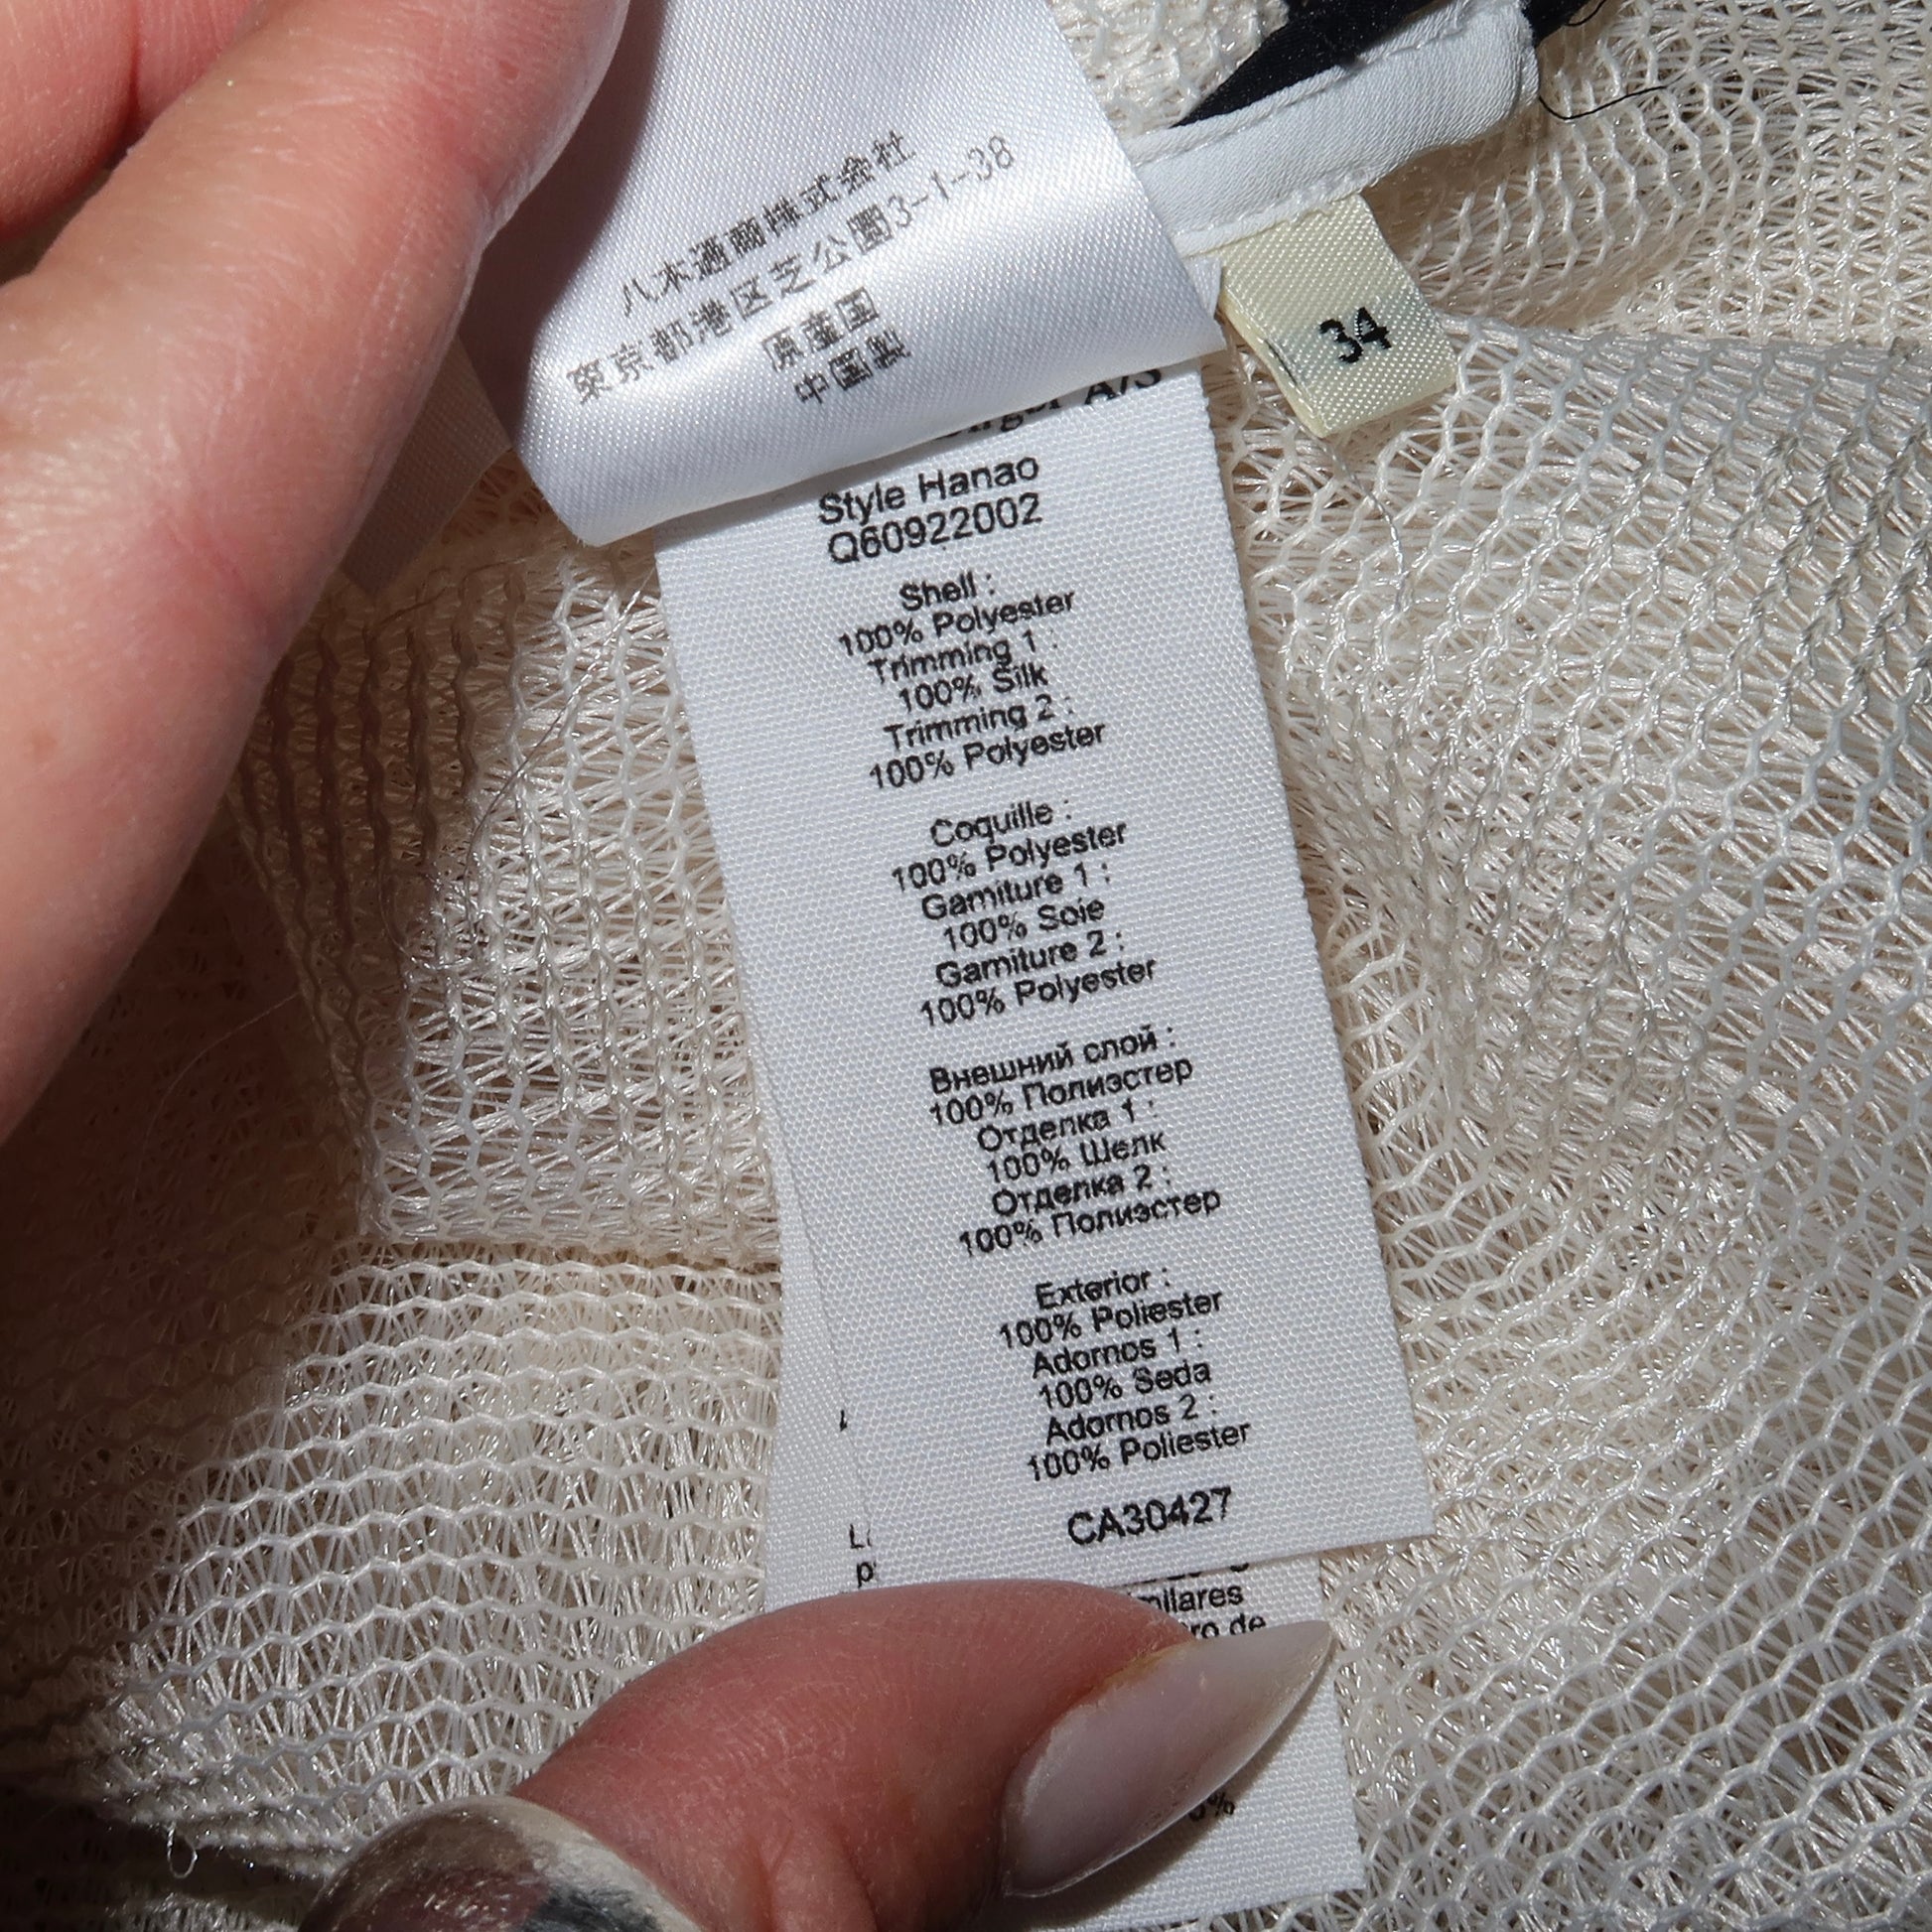 八木通商株式会社
東京都港区芝公園3-1-38
原産国
中国製
34
A/S
Style Hanao
Q60922002
Shell :
100% Polyester
Trimming 1 :
100% Silk
Trimming 2 :
100% Polyester
Coquille :
100% Polyester
Garniture 1 :
100% Soie
Garniture 2 :
100% Polyester
Внешний слой :
100% Полиэстер
Отделка 1 :
100% Шелк
Отделка 2 :
100% Полиэстер
Exterior :
100% Poliester
Adornos 1 :
100% Seda
Adornos 2 :
100% Poliester
CA30427
de